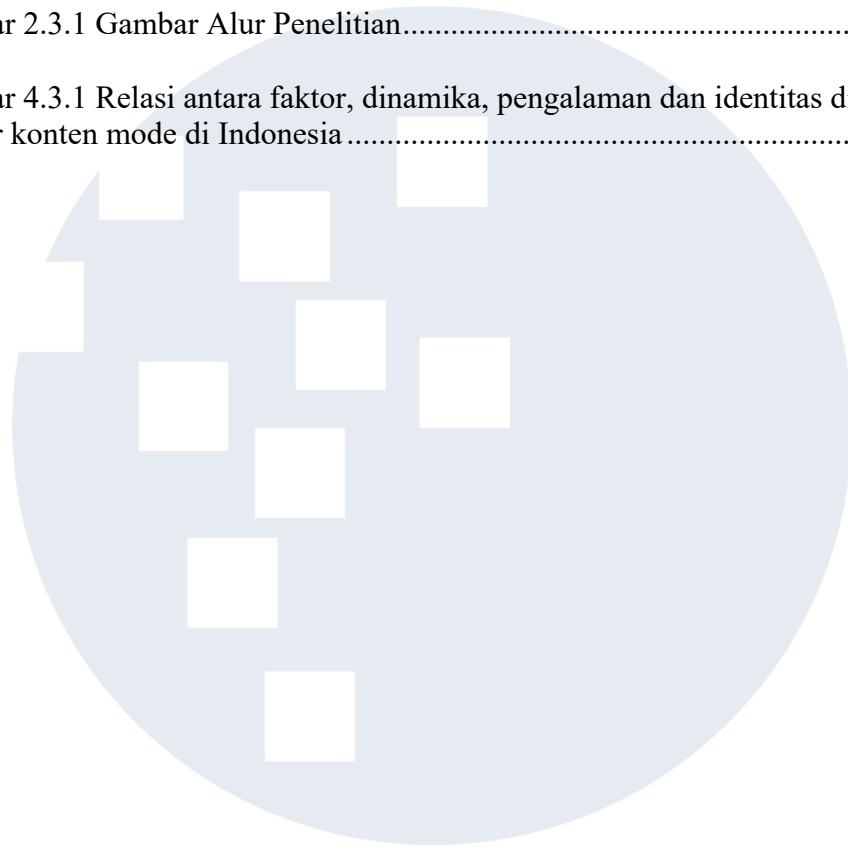 ar 2.3.1 Gambar Alur Penelitian..........................................................
ar 4.3.1 Relasi antara faktor, dinamika, pengalaman dan identitas di
r konten mode di Indonesia..................................................................